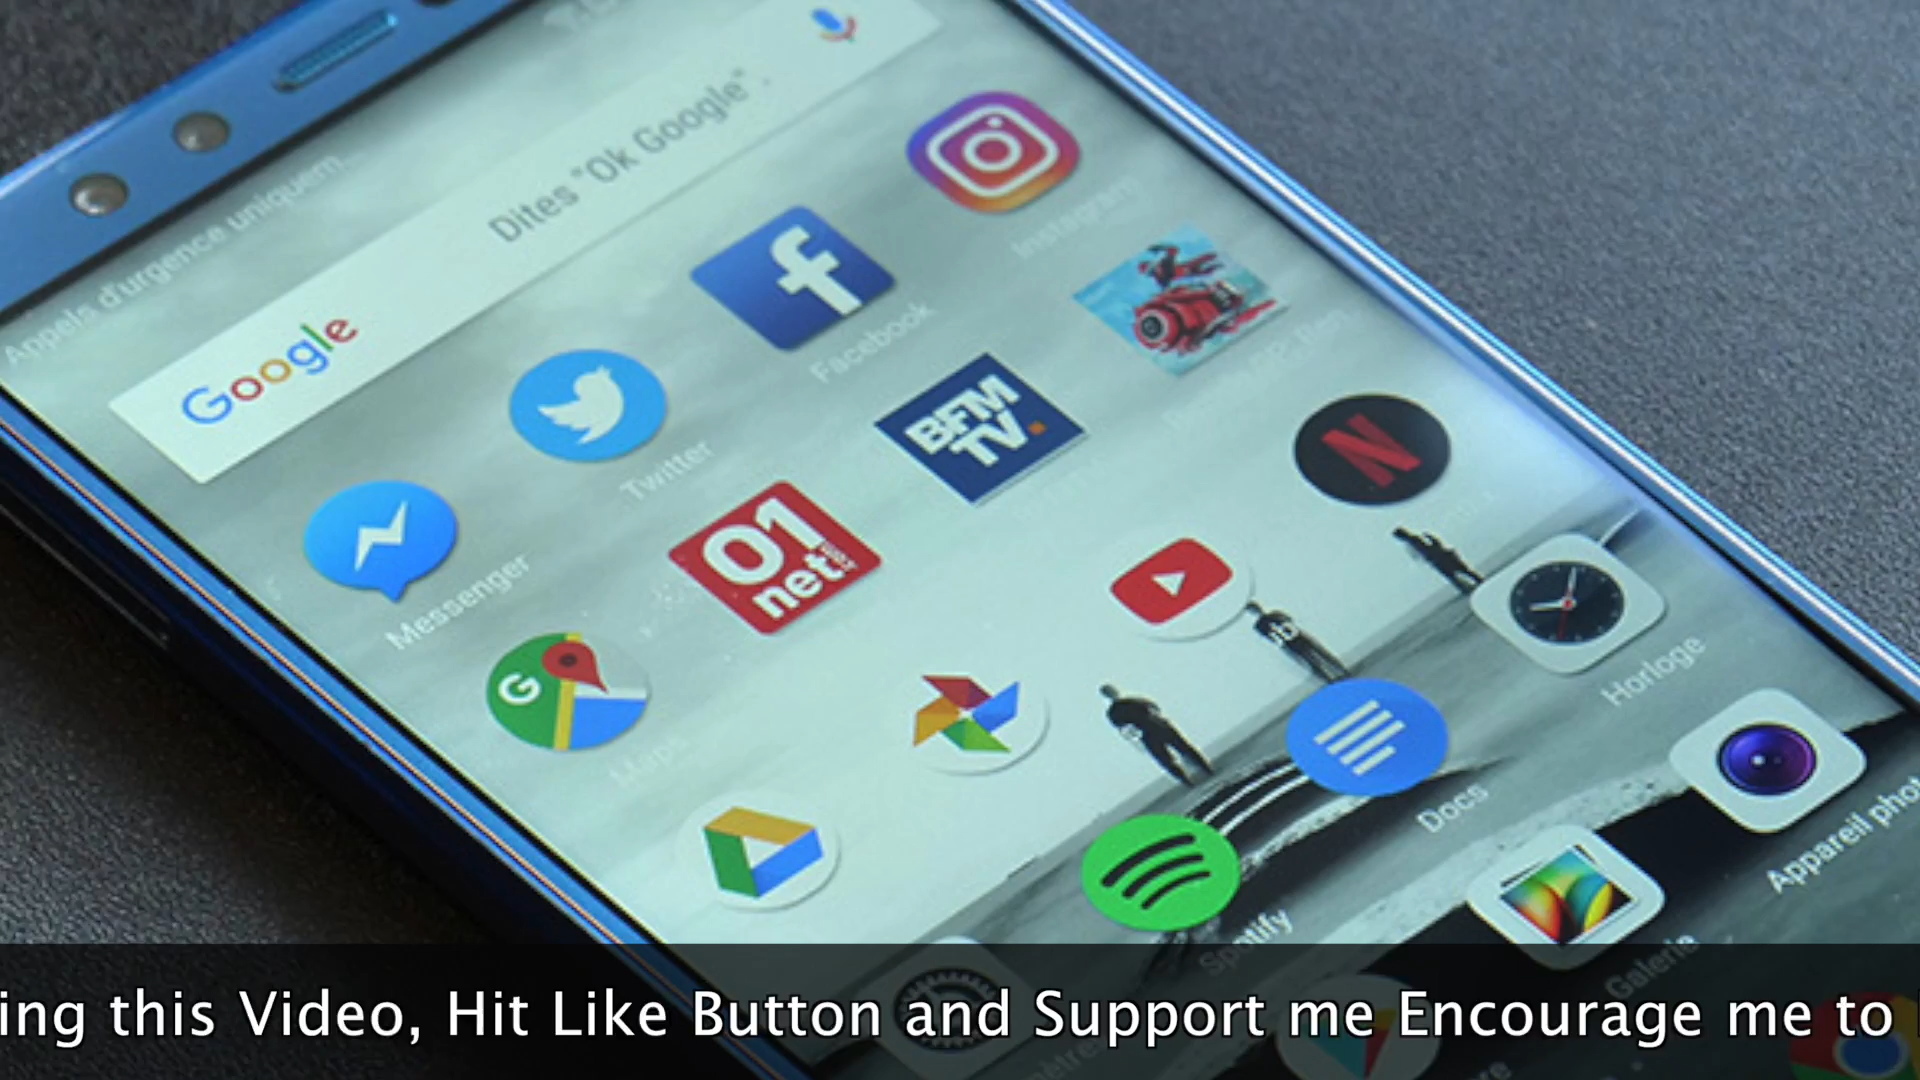 Appels d'urgence uniquem...
Google
Dites "Ok Google".
Messenger
Twitter
Facebook
Instagram
G
Maps
01
net
BFM
TV.
N
Horloge
Docs
Spotify
Galerie
Appareil phot
ing this Video, Hit Like Button and Support me Encourage me to